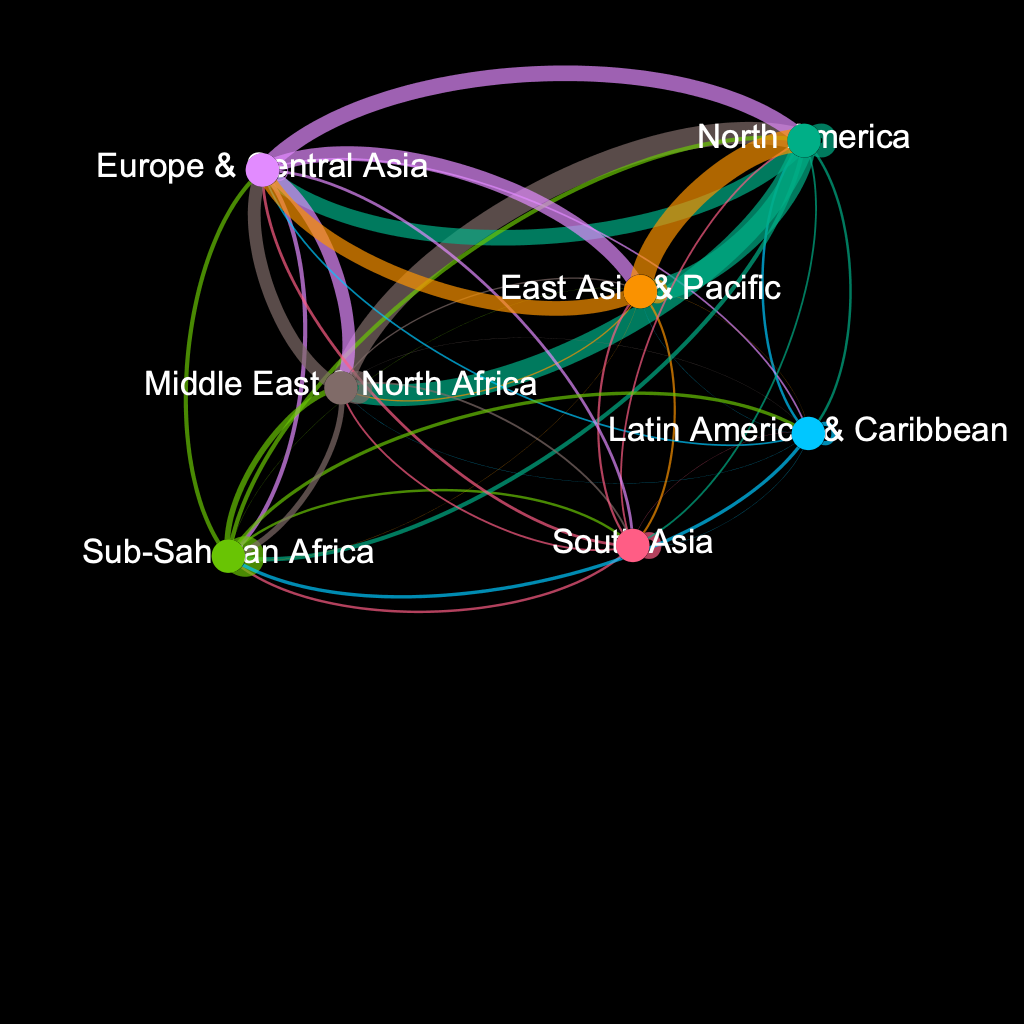 North America
Europe & Central Asia
East Asia & Pacific
Middle East & North Africa
Latin America & Caribbean
South Asia
Sub-Saharan Africa